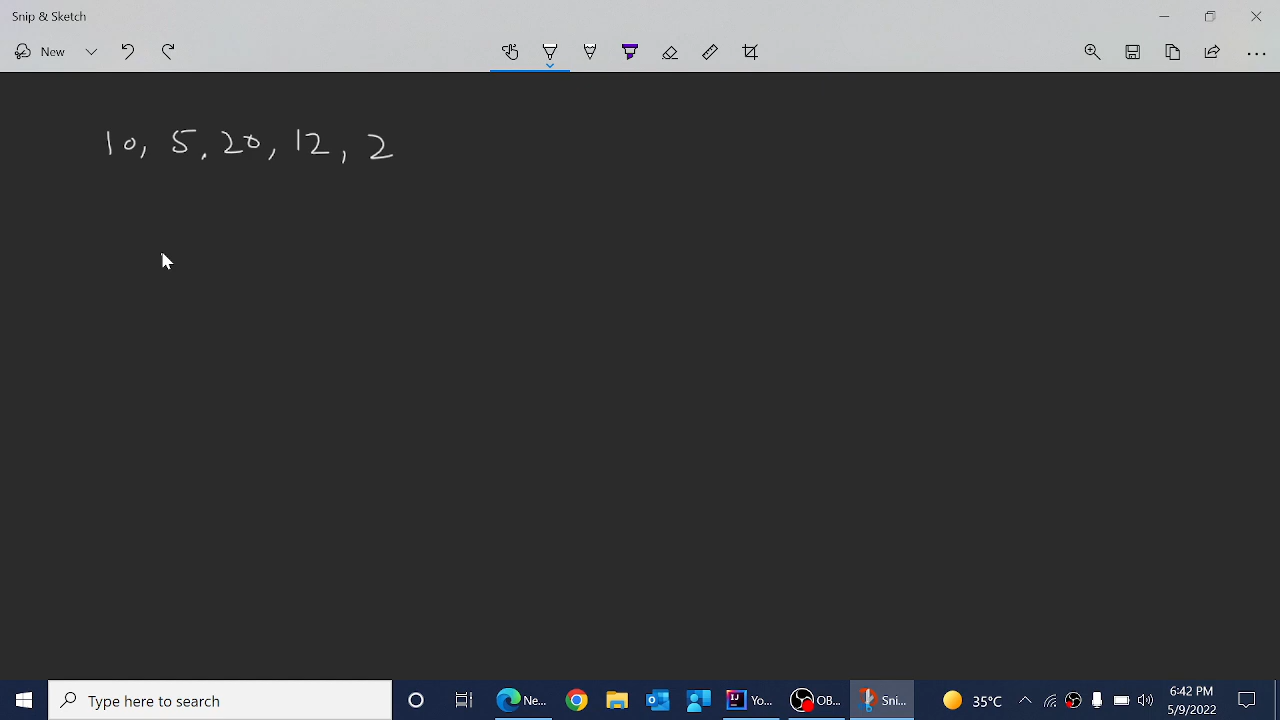 Snip & Sketch
New
10, 5, 20, 12, 2
Type here to search
Ne...
Yo...
OB...
Sni...
35°C
6:42 PM
5/9/2022